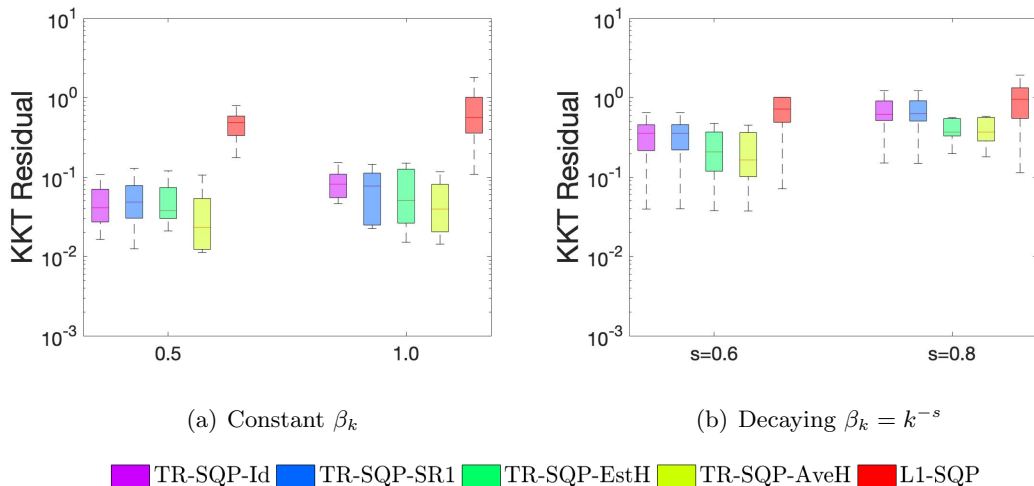 10^1
10^0
10^-1
10^-2
10^-3
KKT Residual
0.5
1.0
(a) Constant β_k
10^1
10^0
10^-1
10^-2
10^-3
KKT Residual
s=0.6
s=0.8
(b) Decaying β_k = k^{-s}
TR-SQP-Id TR-SQP-SR1 TR-SQP-EstH TR-SQP-AveH L1-SQP